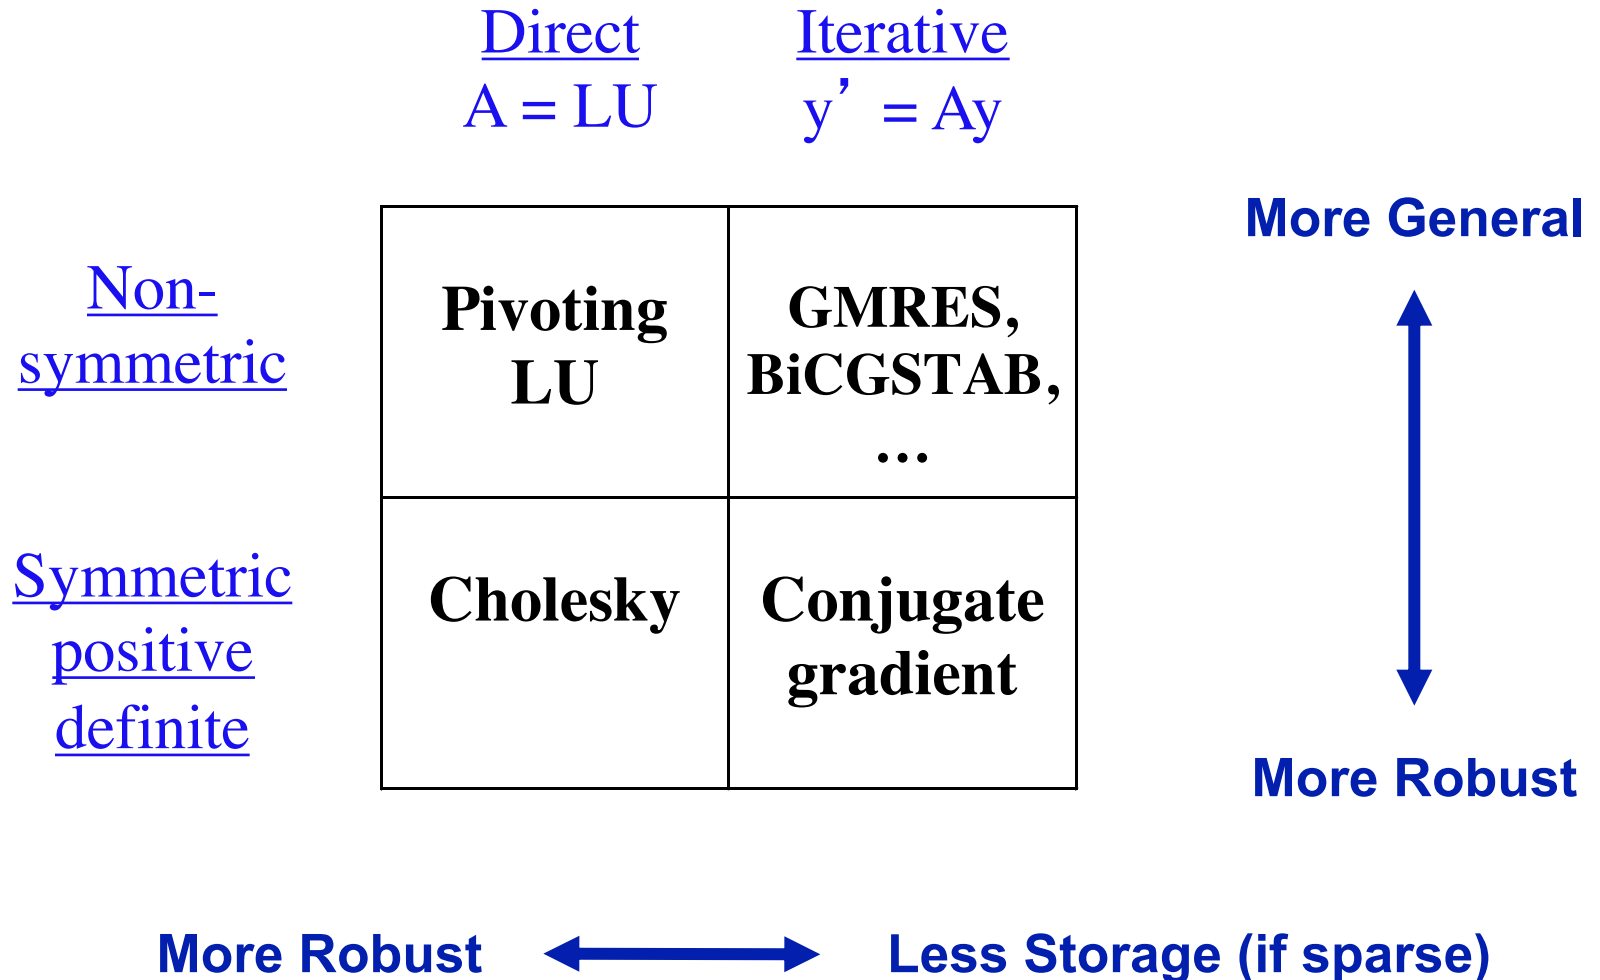 Direct Iterative
A = LU y’ = Ay
More General
Non-
symmetric
Pivoting
LU
GMRES,
BiCGSTAB,
…
Symmetric
positive
definite
Cholesky
Conjugate
gradient
More Robust
More Robust Less Storage (if sparse)